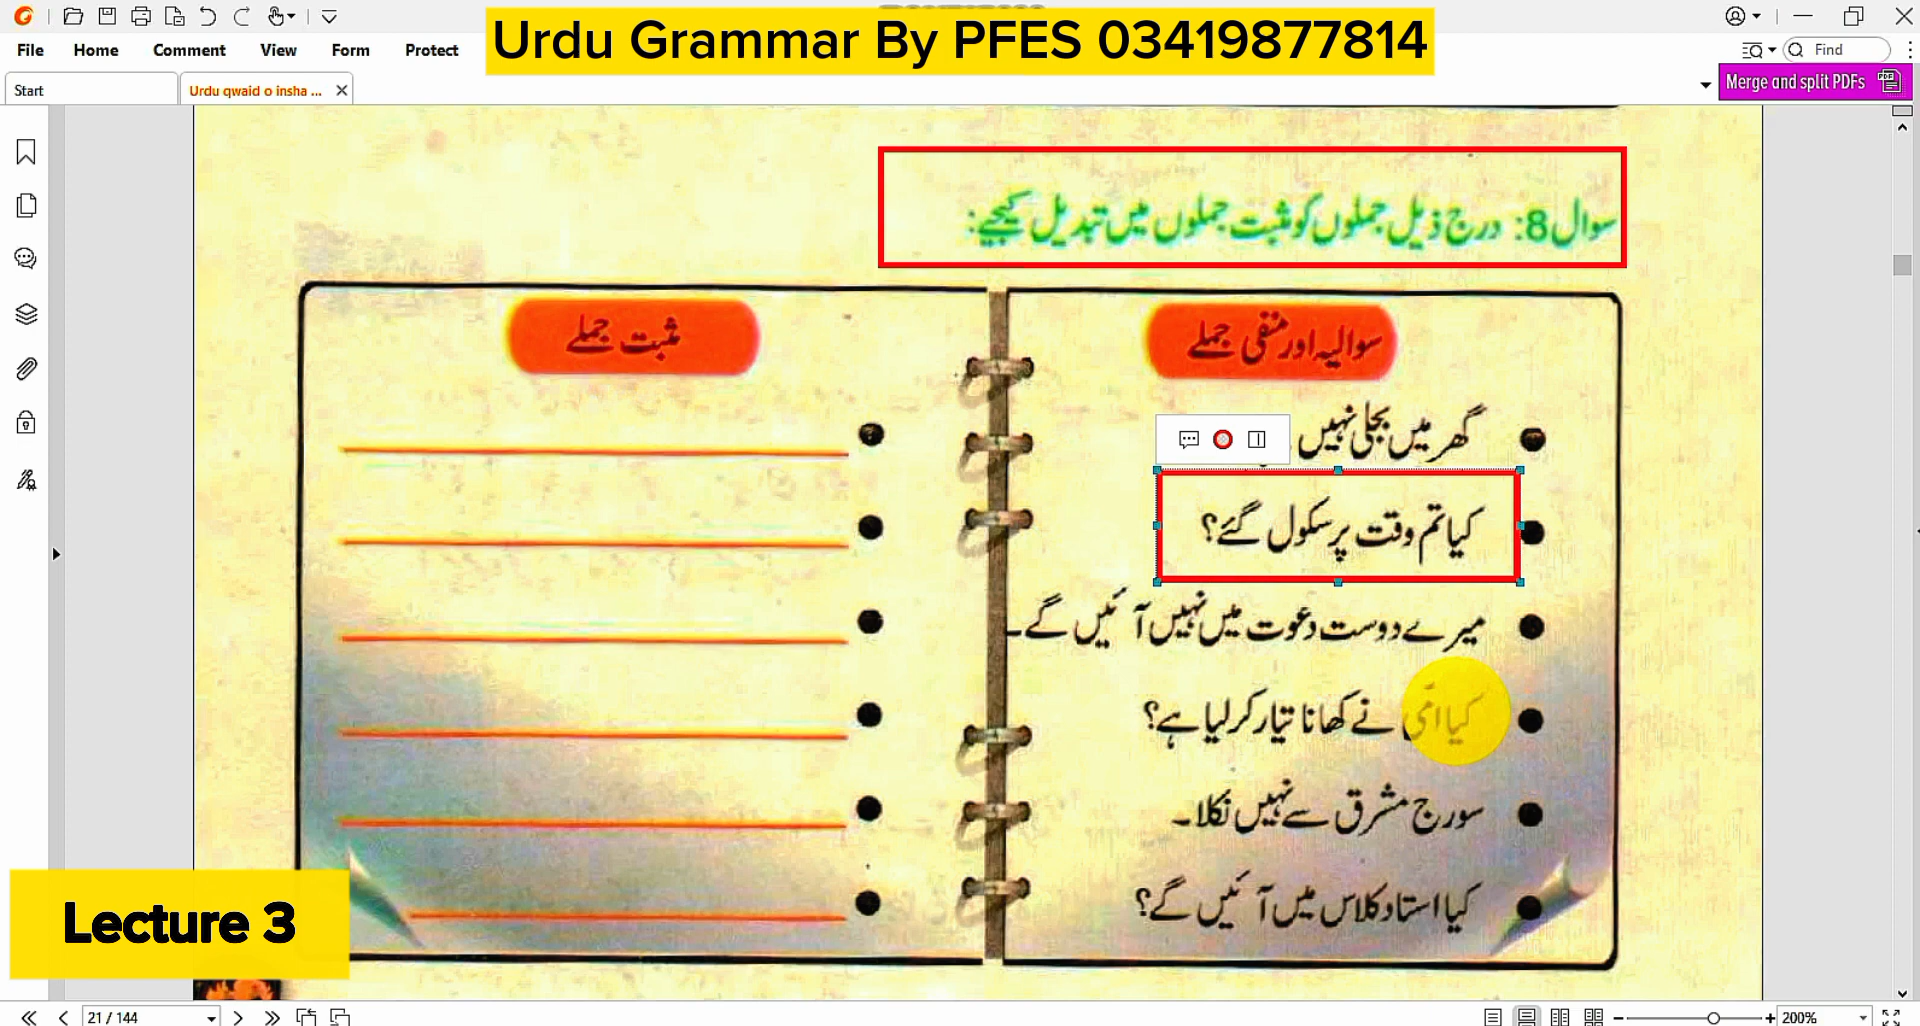 Urdu Grammar By PFES 03419877814
File Home Comment View Form Protect
Find
Start
Urdu qwaid o insha ...
Merge and split PDFs
سوال 8: درج ذیل جملوں کو مثبت جملوں میں تبدیل کیجیے:
سوالیہ اور منفی جملے
مثبت جملے
گھر میں بجلی نہیں
کیا تم وقت پر سکول گئے؟
میرے دوست دعوت میں نہیں آئیں گے۔
کیا امّی نے کھانا تیار کر لیا ہے؟
سورج مشرق سے نہیں نکلا۔
کیا استاد کلاس میں آئیں گے؟
Lecture 3
21 / 144
200%